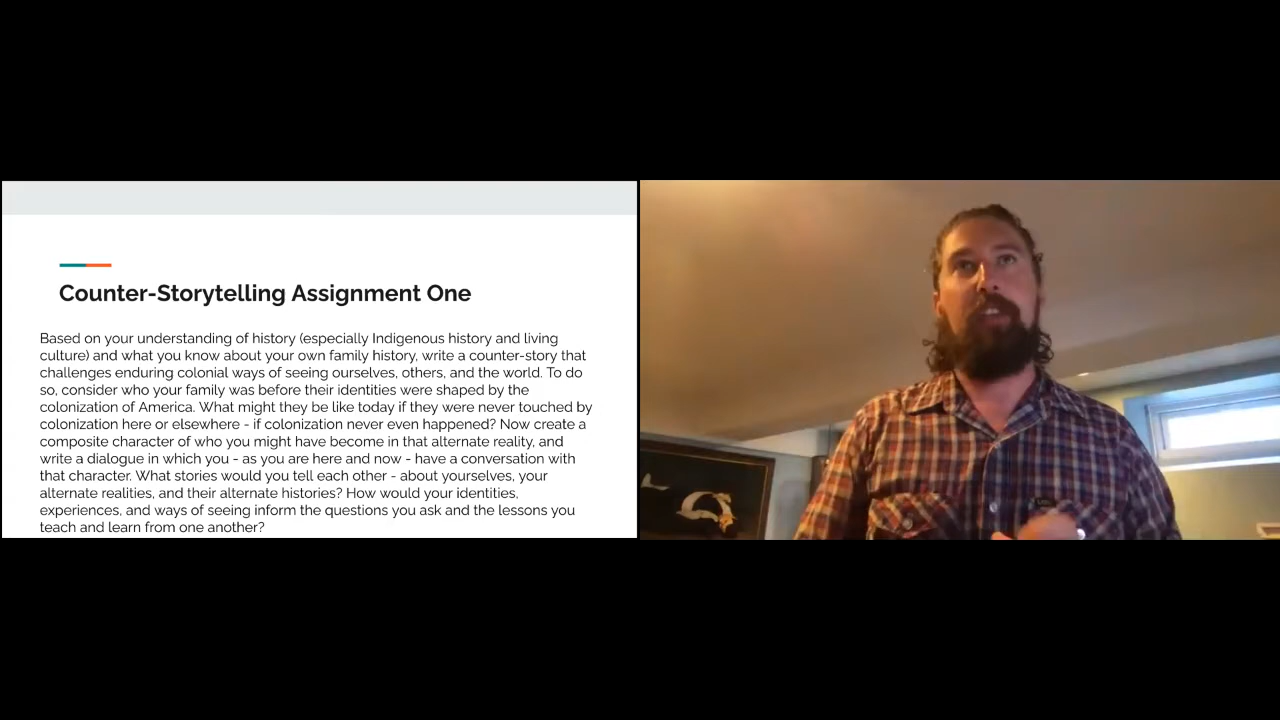 Counter-Storytelling Assignment One
Based on your understanding of history (especially Indigenous history and living
culture) and what you know about your own family history, write a counter-story that
challenges enduring colonial ways of seeing ourselves, others, and the world. To do
so, consider who your family was before their identities were shaped by the
colonization of America. What might they be like today if they were never touched by
colonization here or elsewhere - if colonization never even happened? Now create a
composite character of who you might have become in that alternate reality, and
write a dialogue in which you - as you are here and now - have a conversation with
that character. What stories would you tell each other - about yourselves, your
alternate realities, and their alternate histories? How would your identities,
experiences, and ways of seeing inform the questions you ask and the lessons you
teach and learn from one another?